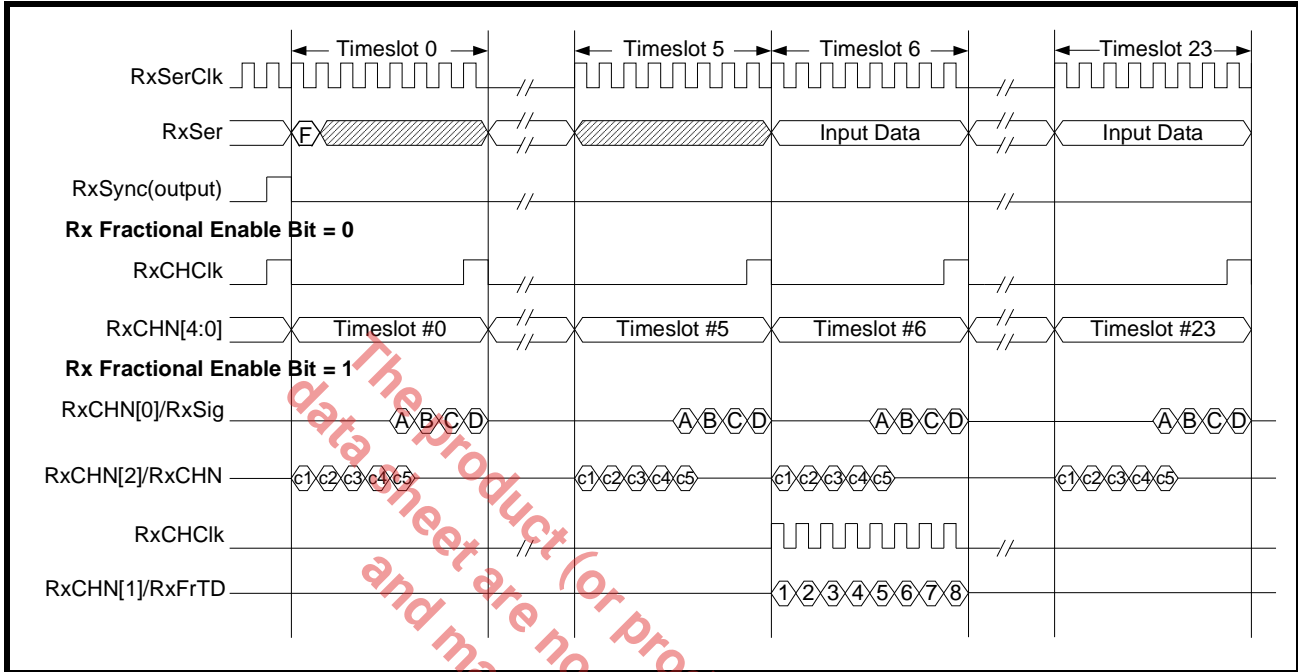 Timeslot 0 Timeslot 5 Timeslot 6 Timeslot 23
RxSerClk
RxSer F Input Data Input Data
RxSync(output)
Rx Fractional Enable Bit = 0
RxCHClk
RxCHN[4:0] Timeslot #0 Timeslot #5 Timeslot #6 Timeslot #23
Rx Fractional Enable Bit = 1
RxCHN[0]/RxSig A B C D A B C D A B C D A B C D
RxCHN[2]/RxCHN c1 c2 c3 c4 c5 c1 c2 c3 c4 c5 c1 c2 c3 c4 c5 c1 c2 c3 c4 c5
RxCHClk
RxCHN[1]/RxFrTD 1 2 3 4 5 6 7 8
The product (or pro
data sheet are no
and ma